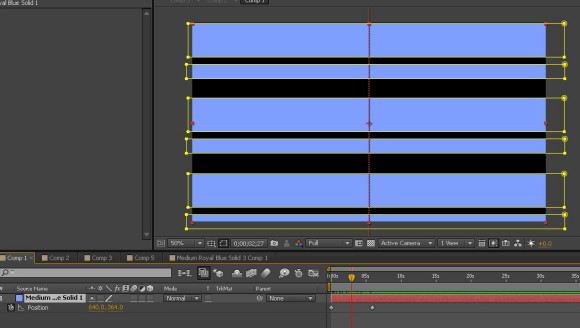 yal Blue Solid 1
Comp 1
50% 0;00;02;27 Full Active Camera 1 View +0.0
Comp 1 Comp 2 Comp 3 Comp 5 Medium Royal Blue Solid 3 Comp 1
05s 10s 15s 20s 25s 30s 35s
# Source Name Mode T TrkMat Parent
1 Medium ...e Solid 1 Normal None
Position 640.0, 364.0